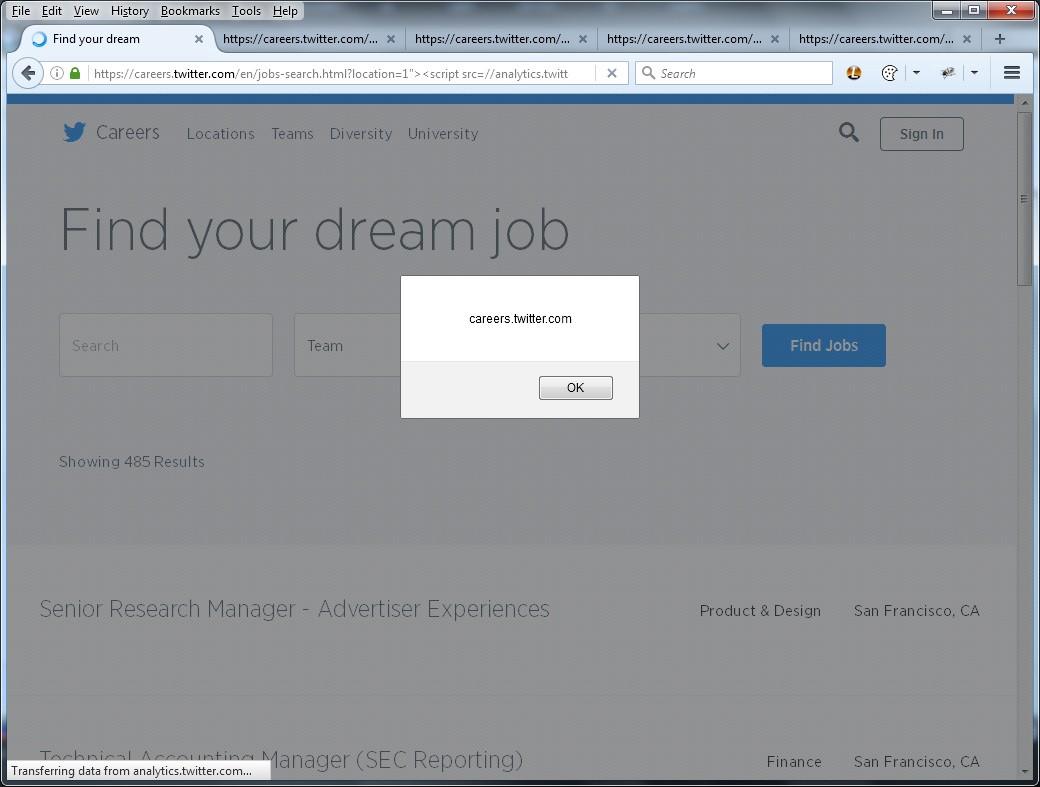 File Edit View History Bookmarks Tools Help
Find your dream
https://careers.twitter.com/...
https://careers.twitter.com/...
https://careers.twitter.com/...
https://careers.twitter.com/...
https://careers.twitter.com/en/jobs-search.html?location=1"><script src=//analytics.twitt
Search
Careers Locations Teams Diversity University
Sign In
Find your dream job
careers.twitter.com
OK
Search
Team
Find Jobs
Showing 485 Results
Senior Research Manager - Advertiser Experiences Product & Design San Francisco, CA
Technical Accounting Manager (SEC Reporting) Finance San Francisco, CA
Transferring data from analytics.twitter.com...